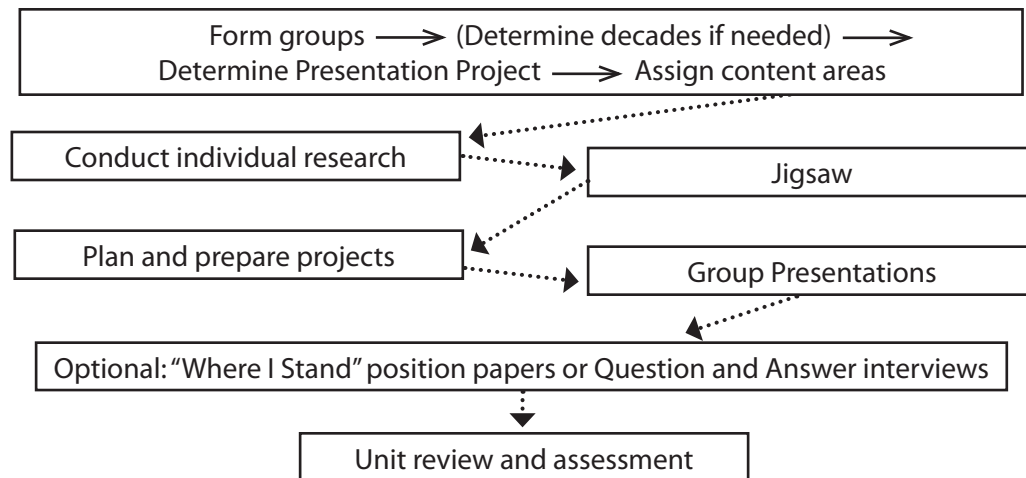 Form groups ⟶ (Determine decades if needed) ⟶
Determine Presentation Project ⟶ Assign content areas
Conduct individual research
Jigsaw
Plan and prepare projects
Group Presentations
Optional: “Where I Stand” position papers or Question and Answer interviews
Unit review and assessment